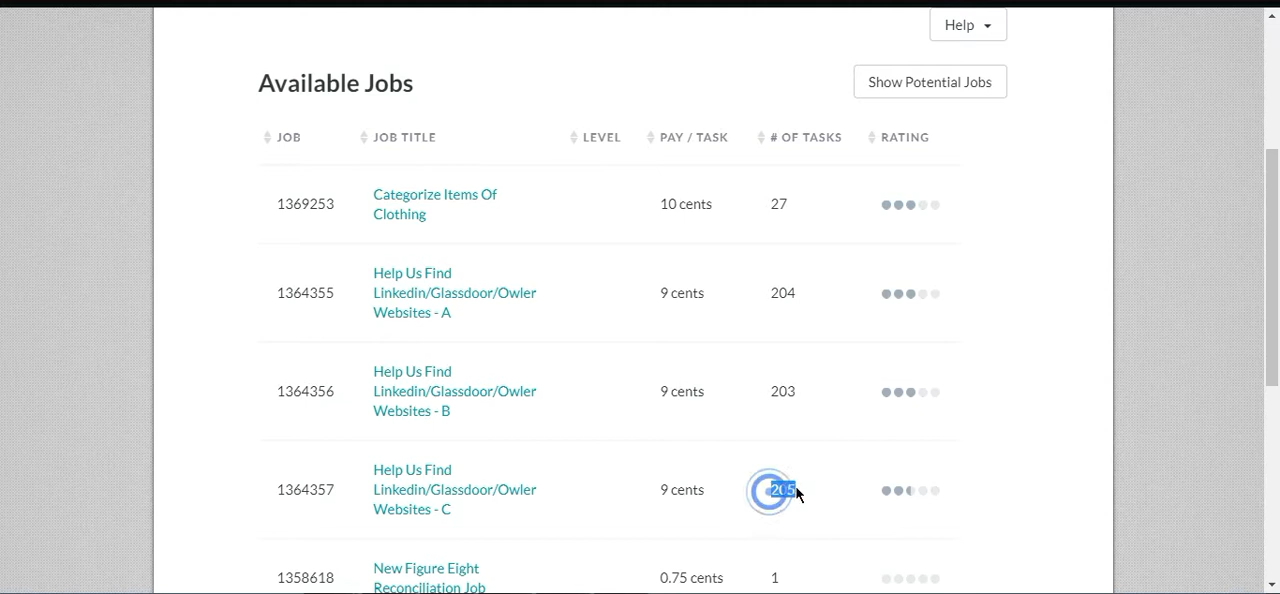 Help
Available Jobs
Show Potential Jobs
JOB JOB TITLE LEVEL PAY / TASK # OF TASKS RATING
1369253 Categorize Items Of Clothing 10 cents 27
1364355 Help Us Find Linkedin/Glassdoor/Owler Websites - A 9 cents 204
1364356 Help Us Find Linkedin/Glassdoor/Owler Websites - B 9 cents 203
1364357 Help Us Find Linkedin/Glassdoor/Owler Websites - C 9 cents 205
1358618 New Figure Eight Reconciliation Job 0.75 cents 1